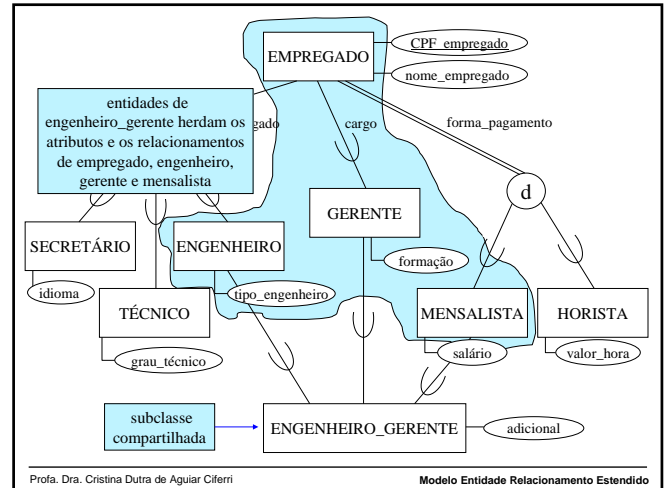 CPF_empregado
EMPREGADO
nome_empregado
entidades de
engenheiro_gerente herdam os
atributos e os relacionamentos
de empregado, engenheiro,
gerente e mensalista
gado
cargo
forma_pagamento
d
GERENTE
SECRETÁRIO
ENGENHEIRO
formação
idioma
tipo_engenheiro
TÉCNICO
MENSALISTA
HORISTA
grau_técnico
salário
valor_hora
subclasse
compartilhada
ENGENHEIRO_GERENTE
adicional
Profa. Dra. Cristina Dutra de Aguiar Ciferri
Modelo Entidade Relacionamento Estendido